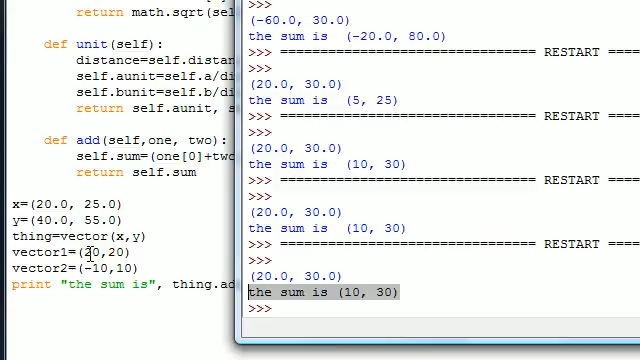 return math.sqrt(self
def unit(self):
distance=self.distan
self.aunit=self.a/di
self.bunit=self.b/di
return self.aunit, s
def add(self,one, two):
self.sum=(one[0]+two
return self.sum
x=(20.0, 25.0)
y=(40.0, 55.0)
thing=vector(x,y)
vector1=(20,20)
vector2=(-10,10)
print "the sum is", thing.ad
>>>
(-60.0, 30.0)
the sum is  (-20.0, 80.0)
>>> ================================ RESTART
>>>
(20.0, 30.0)
the sum is  (5, 25)
>>> ================================ RESTART
>>>
(20.0, 30.0)
the sum is  (10, 30)
>>> ================================ RESTART
>>>
(20.0, 30.0)
the sum is  (10, 30)
>>> ================================ RESTART
>>>
(20.0, 30.0)
the sum is (10, 30)
>>>